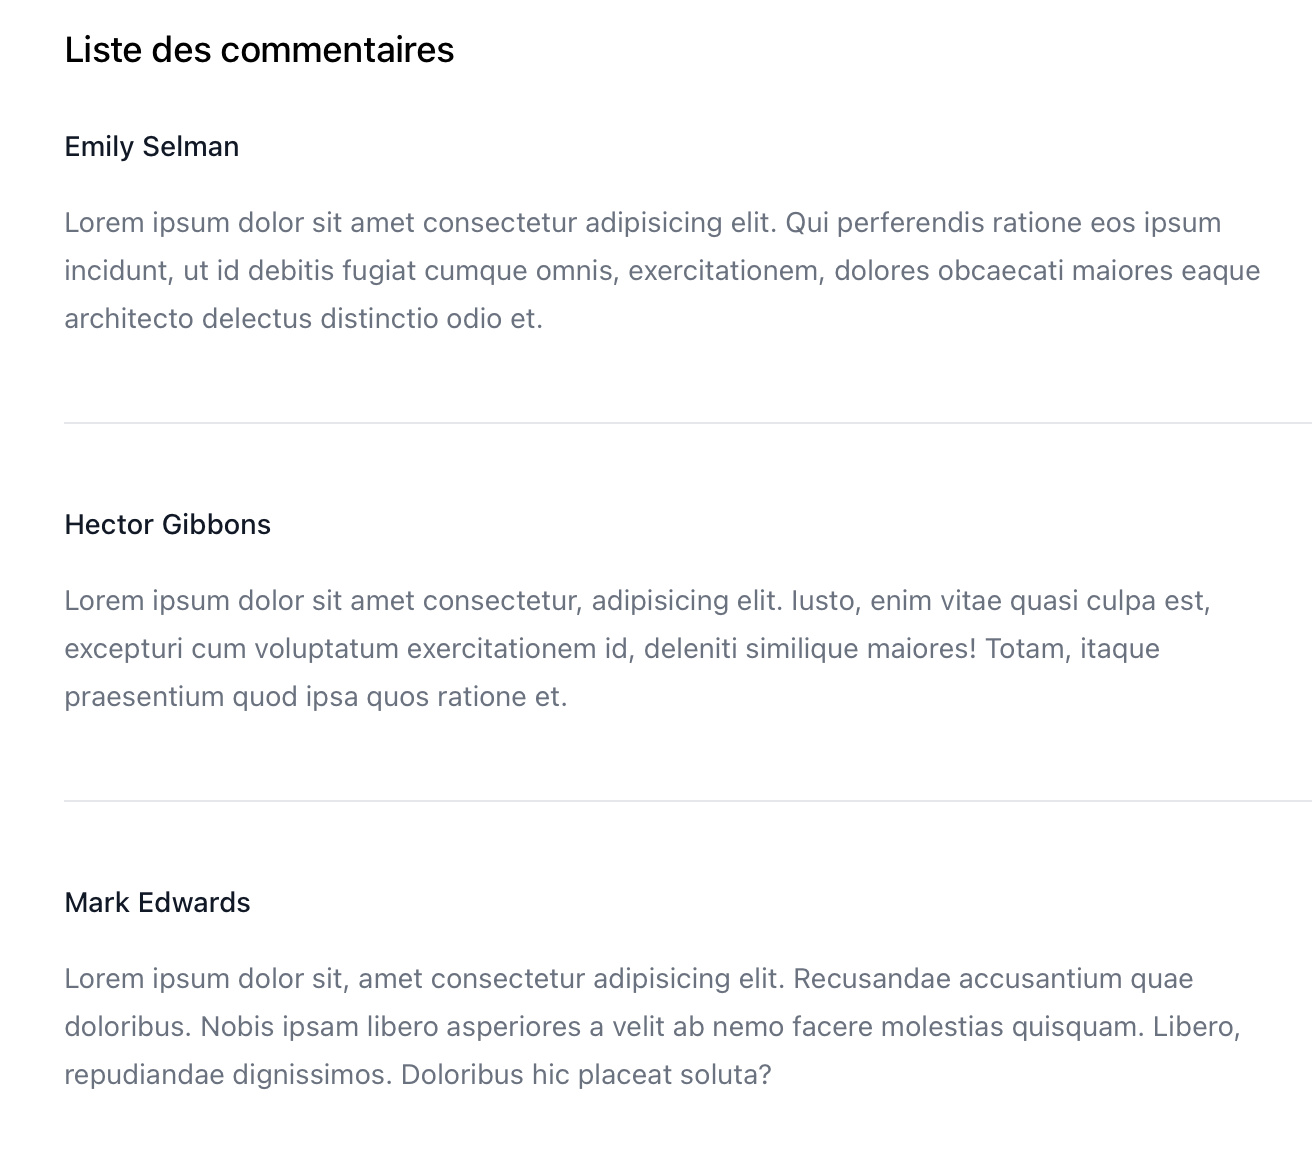 Liste des commentaires
Emily Selman
Lorem ipsum dolor sit amet consectetur adipisicing elit. Qui perferendis ratione eos ipsum
incidunt, ut id debitis fugiat cumque omnis, exercitationem, dolores obcaecati maiores eaque
architecto delectus distinctio odio et.
Hector Gibbons
Lorem ipsum dolor sit amet consectetur, adipisicing elit. Iusto, enim vitae quasi culpa est,
excepturi cum voluptatum exercitationem id, deleniti similique maiores! Totam, itaque
praesentium quod ipsa quos ratione et.
Mark Edwards
Lorem ipsum dolor sit, amet consectetur adipisicing elit. Recusandae accusantium quae
doloribus. Nobis ipsam libero asperiores a velit ab nemo facere molestias quisquam. Libero,
repudiandae dignissimos. Doloribus hic placeat soluta?